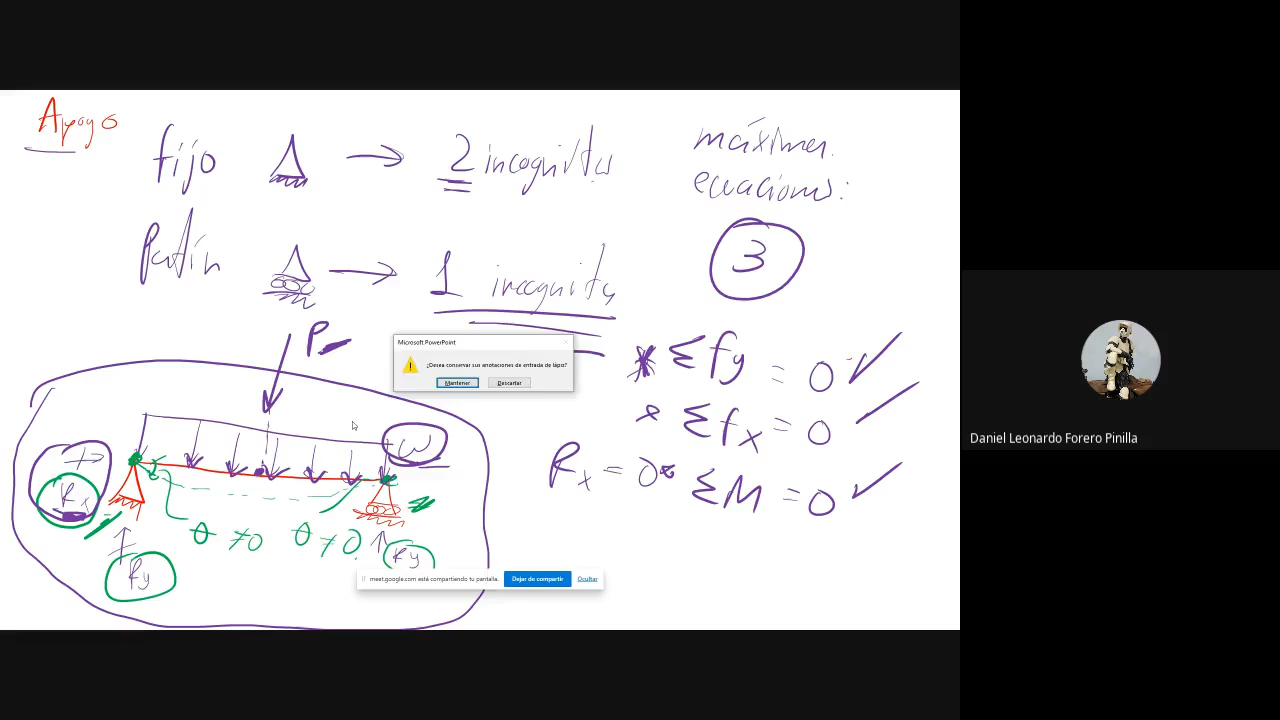 Apoyo
fijo → 2 incognitas
Patín → 1 incognita
máximas
ecuaciones:
3
P
* Σfy = 0 ✓
* Σfx = 0 ✓
Rx = 0
* ΣM = 0 ✓
ω
Rx
θ ≠ 0 θ ≠ 0
Ry Ry
Microsoft PowerPoint
¿Desea conservar sus anotaciones de entrada de lápiz?
Mantener Descartar
meet.google.com está compartiendo tu pantalla. Dejar de compartir Ocultar
Daniel Leonardo Forero Pinilla